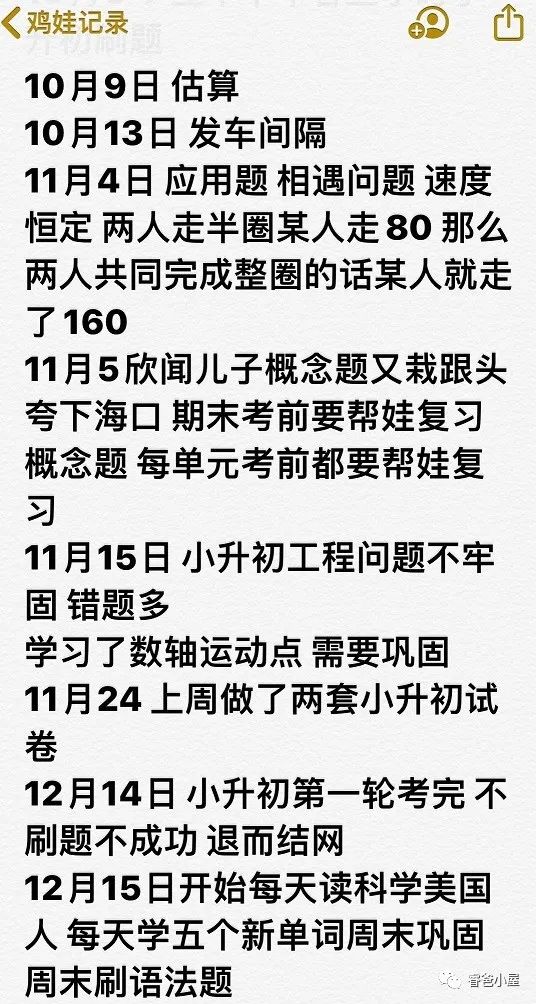 鸡娃记录
升初刷题
10月9日 估算
10月13日 发车间隔
11月4日 应用题 相遇问题 速度
恒定 两人走半圈某人走80 那么
两人共同完成整圈的话某人就走
了160
11月5欣闻儿子概念题又栽跟头
夸下海口 期末考前要帮娃复习
概念题 每单元考前都要帮娃复
习
11月15日 小升初工程问题不牢
固 错题多
学习了数轴运动点 需要巩固
11月24 上周做了两套小升初试
卷
12月14日 小升初第一轮考完 不
刷题不成功 退而结网
12月15日开始每天读科学美国
人 每天学五个新单词周末巩固
周末刷语法题
睿爸小屋